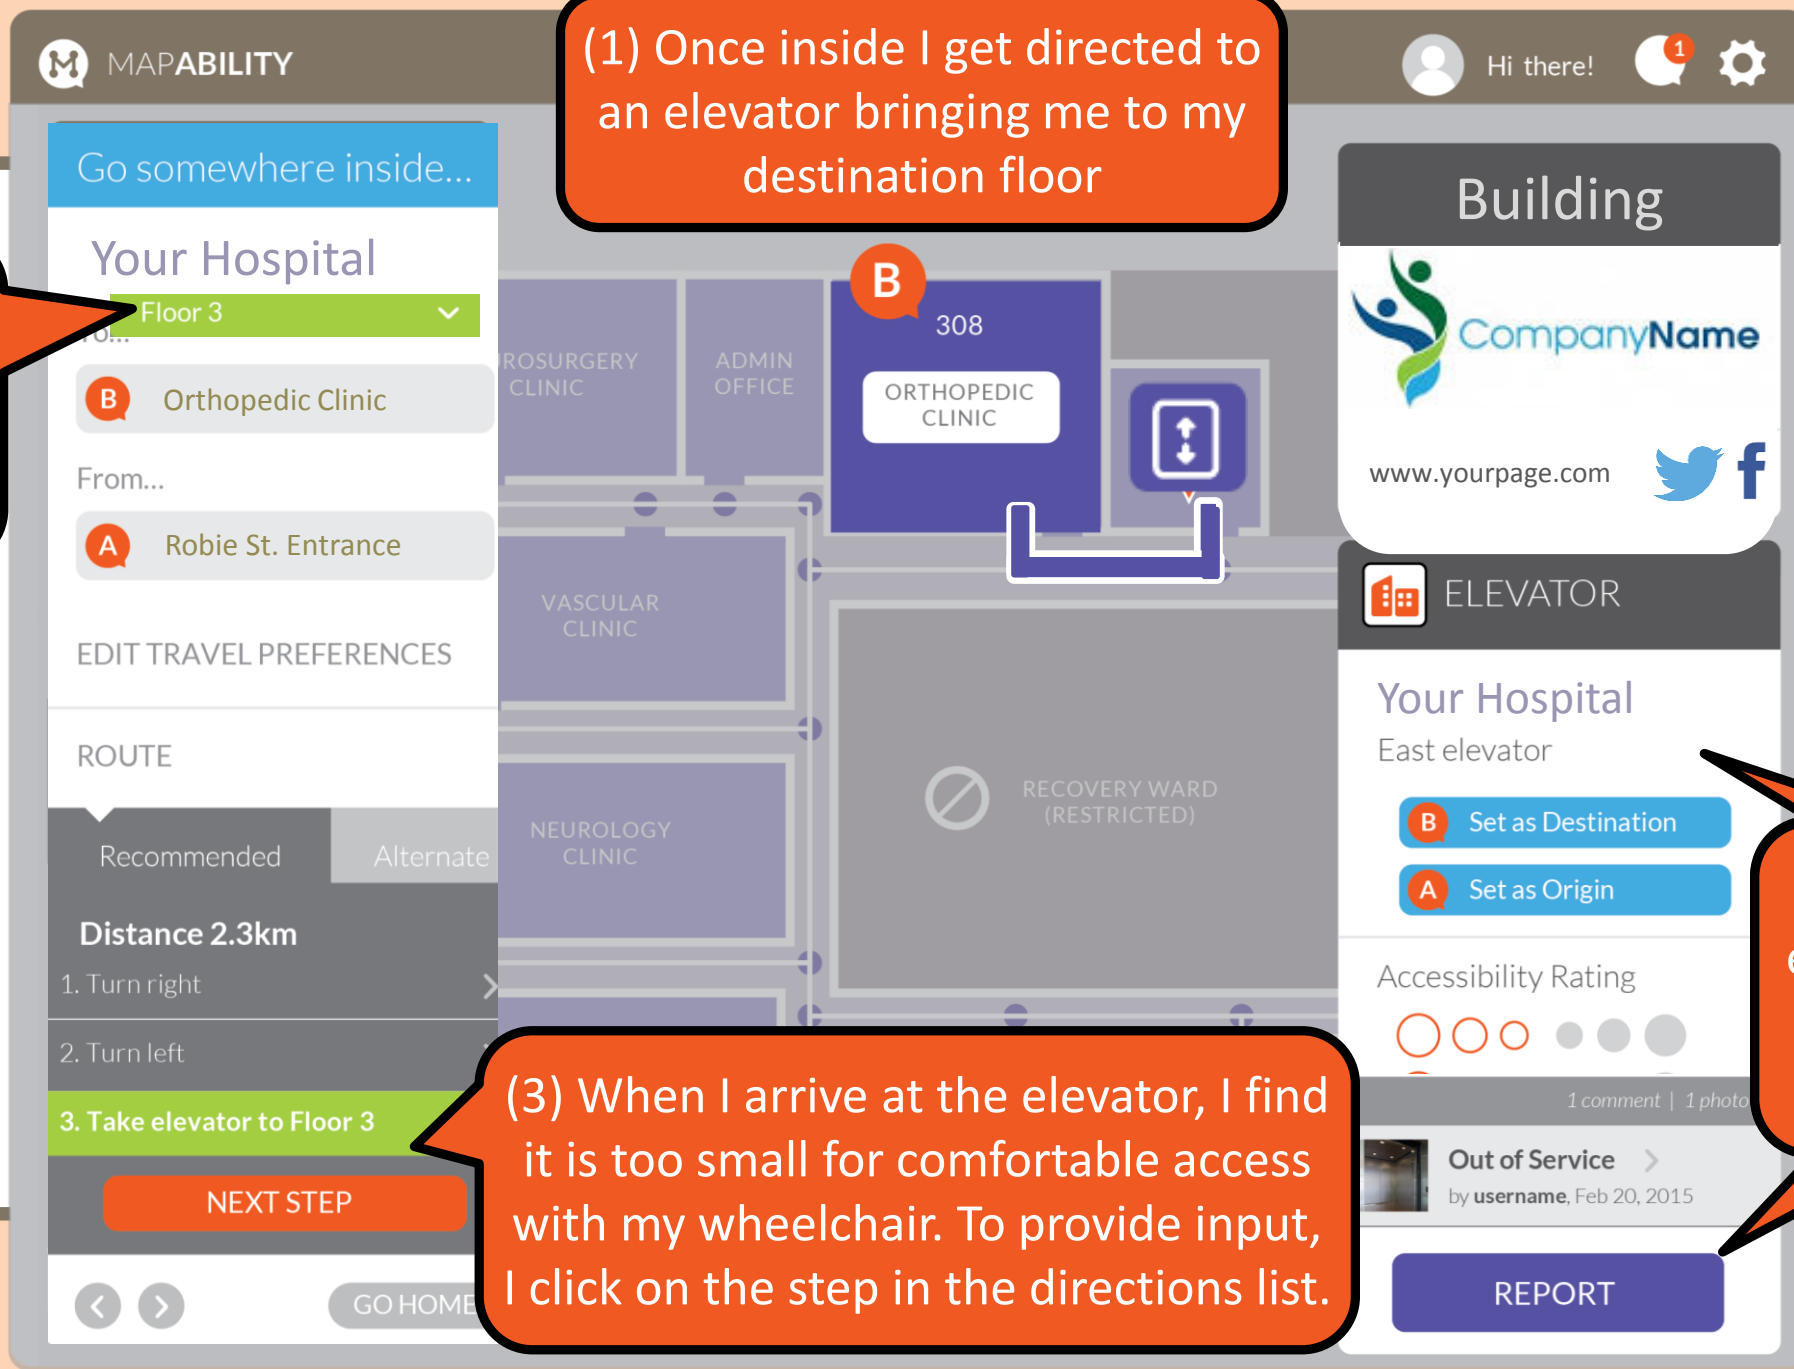 MAPABILITY
(1) Once inside I get directed to
an elevator bringing me to my
destination floor
Hi there!
1
Go somewhere inside...
Your Hospital
Floor 3
B
Orthopedic Clinic
From...
A
Robie St. Entrance
EDIT TRAVEL PREFERENCES
ROUTE
Recommended
Alternate
Distance 2.3km
1. Turn right
2. Turn left
3. Take elevator to Floor 3
NEXT STEP
GO HOME
ROSURGERY
CLINIC
ADMIN
OFFICE
B
308
ORTHOPEDIC
CLINIC
VASCULAR
CLINIC
NEUROLOGY
CLINIC
RECOVERY WARD
(RESTRICTED)
(3) When I arrive at the elevator, I find
it is too small for comfortable access
with my wheelchair. To provide input,
I click on the step in the directions list.
Building
CompanyName
www.yourpage.com
ELEVATOR
Your Hospital
East elevator
B
Set as Destination
A
Set as Origin
Accessibility Rating
1 comment | 1 photo
Out of Service
by username, Feb 20, 2015
REPORT